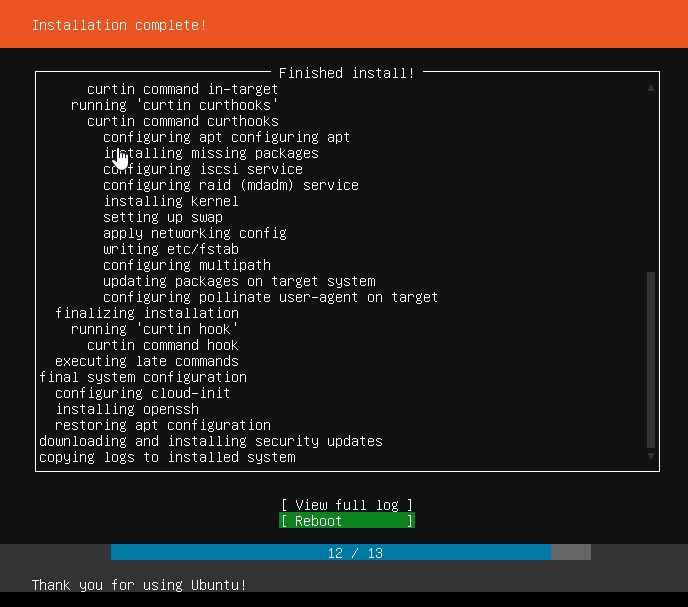 Installation complete!
Finished install!
curtin command in-target
running 'curtin curthooks'
curtin command curthooks
configuring apt configuring apt
installing missing packages
configuring iscsi service
configuring raid (mdadm) service
installing kernel
setting up swap
apply networking config
writing etc/fstab
configuring multipath
updating packages on target system
configuring pollinate user-agent on target
finalizing installation
running 'curtin hook'
curtin command hook
executing late commands
final system configuration
configuring cloud-init
installing openssh
restoring apt configuration
downloading and installing security updates
copying logs to installed system
[ View full log ]
[ Reboot ]
12 / 13
Thank you for using Ubuntu!